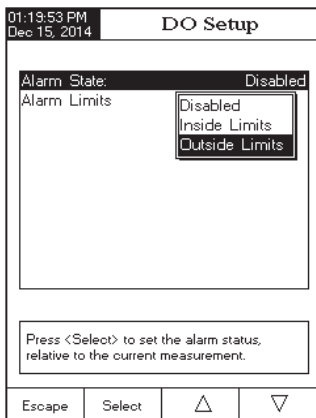 01:19:53 PM
Dec 15, 2014
DO Setup
Alarm State: Disabled
Alarm Limits
Disabled
Inside Limits
Outside Limits
Press <Select> to set the alarm status,
relative to the current measurement.
Escape Select